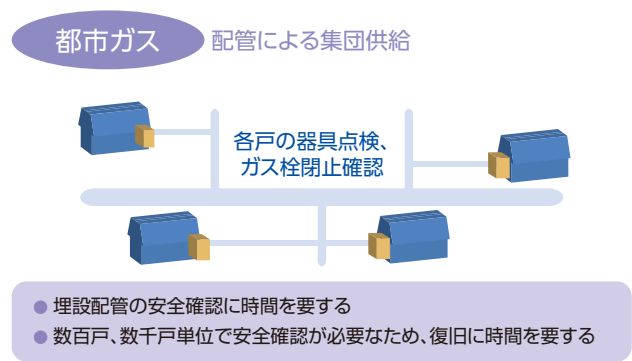 都市ガス 配管による集団供給
各戸の器具点検、
ガス栓閉止確認
● 埋設配管の安全確認に時間を要する
● 数百戸、数千戸単位で安全確認が必要なため、復旧に時間を要する